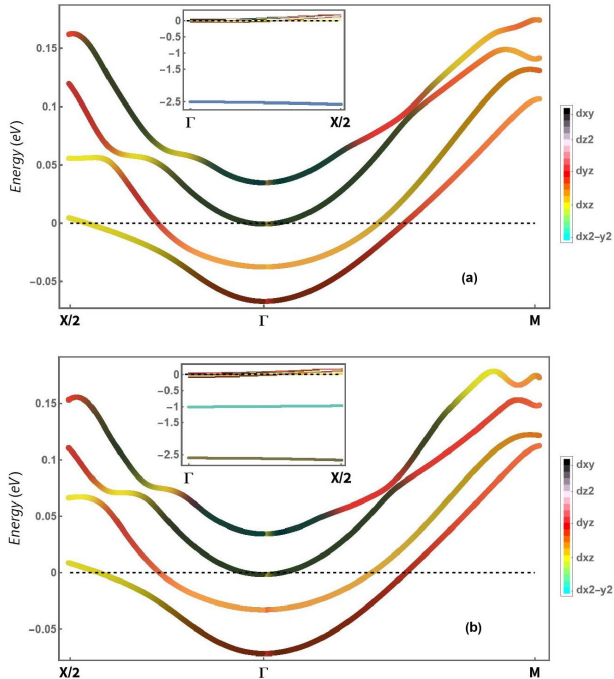 0
−0.5
−1
−1.5
−2
−2.5
Γ
X/2
0.15
0.1
0.05
0
−0.05
Energy (eV)
X/2
Γ
M
(a)
dxy
dz2
dyz
dxz
dx2−y2
0
−1
−2.5
Γ
X/2
0.15
0.1
0.05
0
−0.05
Energy (eV)
X/2
Γ
M
(b)
dxy
dz2
dyz
dxz
dx2−y2